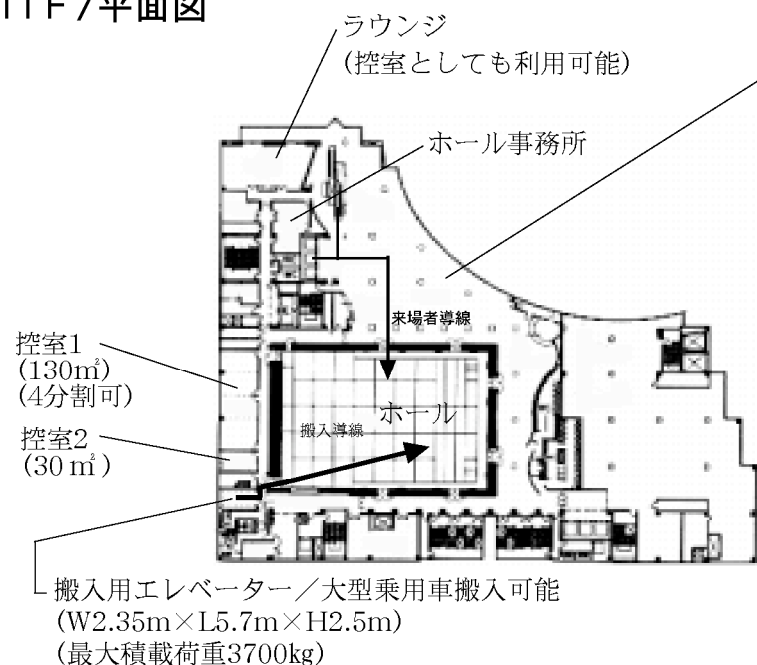 11F/平面図
ラウンジ
(控室としても利用可能)
ホール事務所
来場者導線
控室1
(130㎡)
(4分割可)
ホール
搬入導線
控室2
(30㎡)
搬入用エレベーター/大型乗用車搬入可能
(W2.35m×L5.7m×H2.5m)
(最大積載荷重3700kg)